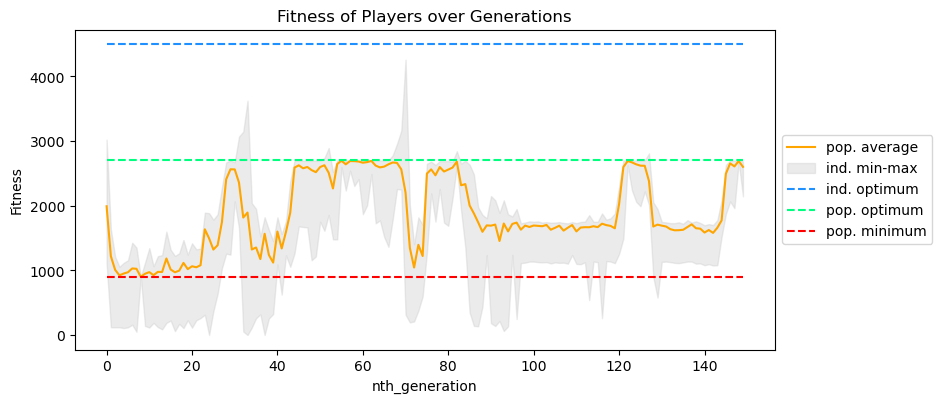 Fitness of Players over Generations
Fitness
4000
3000
2000
1000
0
0 20 40 60 80 100 120 140
nth_generation
pop. average
ind. min-max
ind. optimum
pop. optimum
pop. minimum